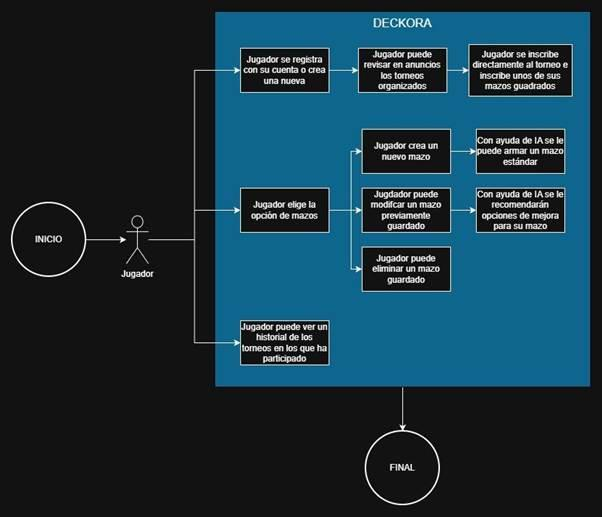 DECKORA
Jugador se registra
con su cuenta o crea
una nueva
Jugador puede
revisar en anuncios
los torneos
organizados
Jugador se inscribe
directamente al torneo e
inscribe unos de sus
mazos guadrados
Jugador crea un
nuevo mazo
Con ayuda de IA se le
puede armar un mazo
estándar
Jugador elige la
opción de mazos
Jugdador puede
modifcar un mazo
previamente
guardado
Con ayuda de IA se le
recomendarán
opciones de mejora
para su mazo
Jugador puede
eliminar un mazo
guardado
INICIO
Jugador
Jugador puede ver un
historial de los
torneos en los que ha
participado
FINAL